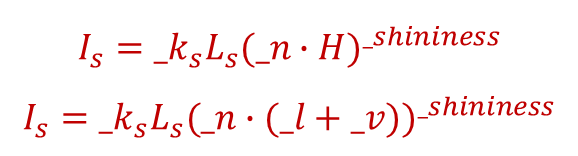 I_s = _k_s L_s (_n · H)^_shininess
I_s = _k_s L_s (_n · (_l + _v))^_shininess